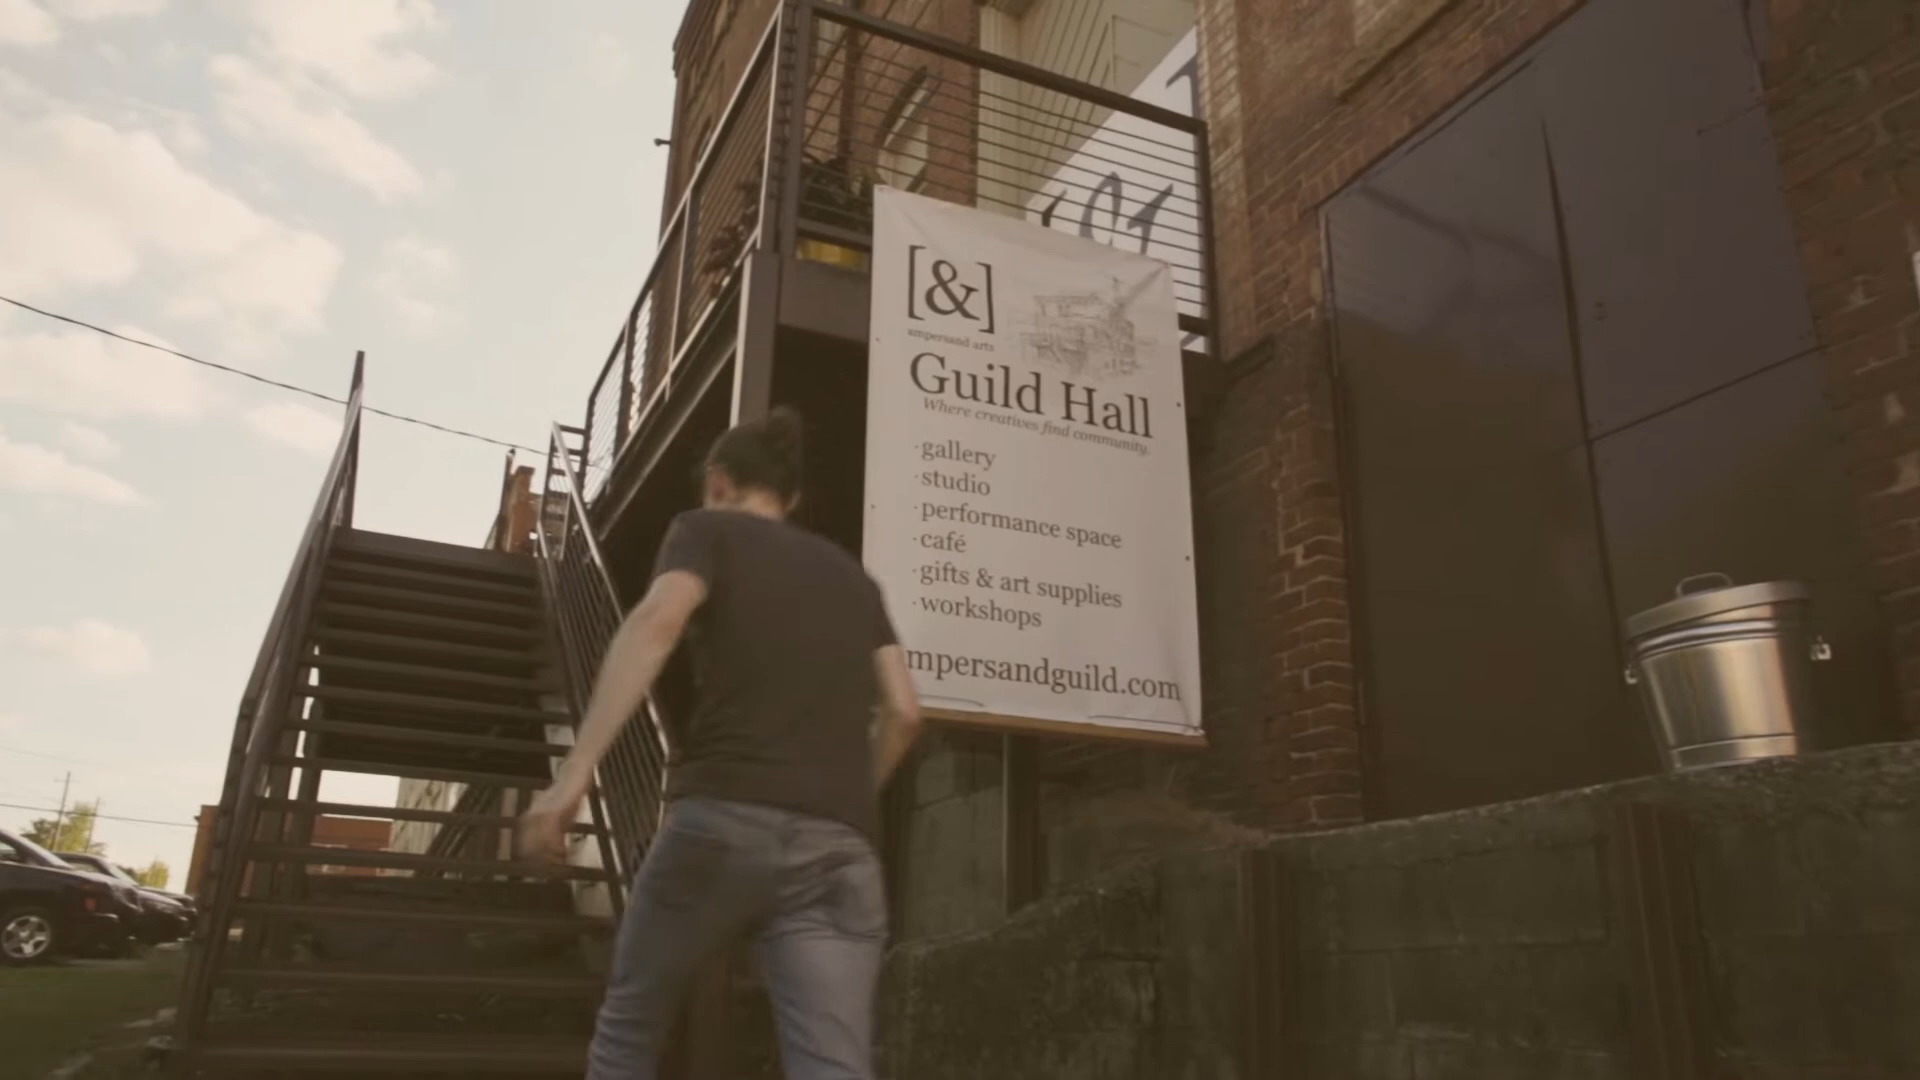 [&]
ampersand arts
Guild Hall
Where creatives find community.
·gallery
·studio
·performance space
·café
·gifts & art supplies
·workshops
mpersandguild.com